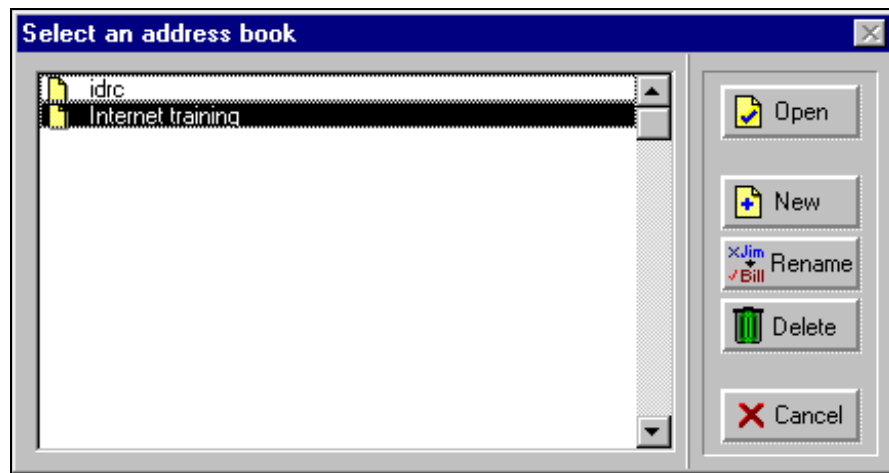 Select an address book
idrc
Internet training
Open
New
Jim
Bill
Rename
Delete
Cancel